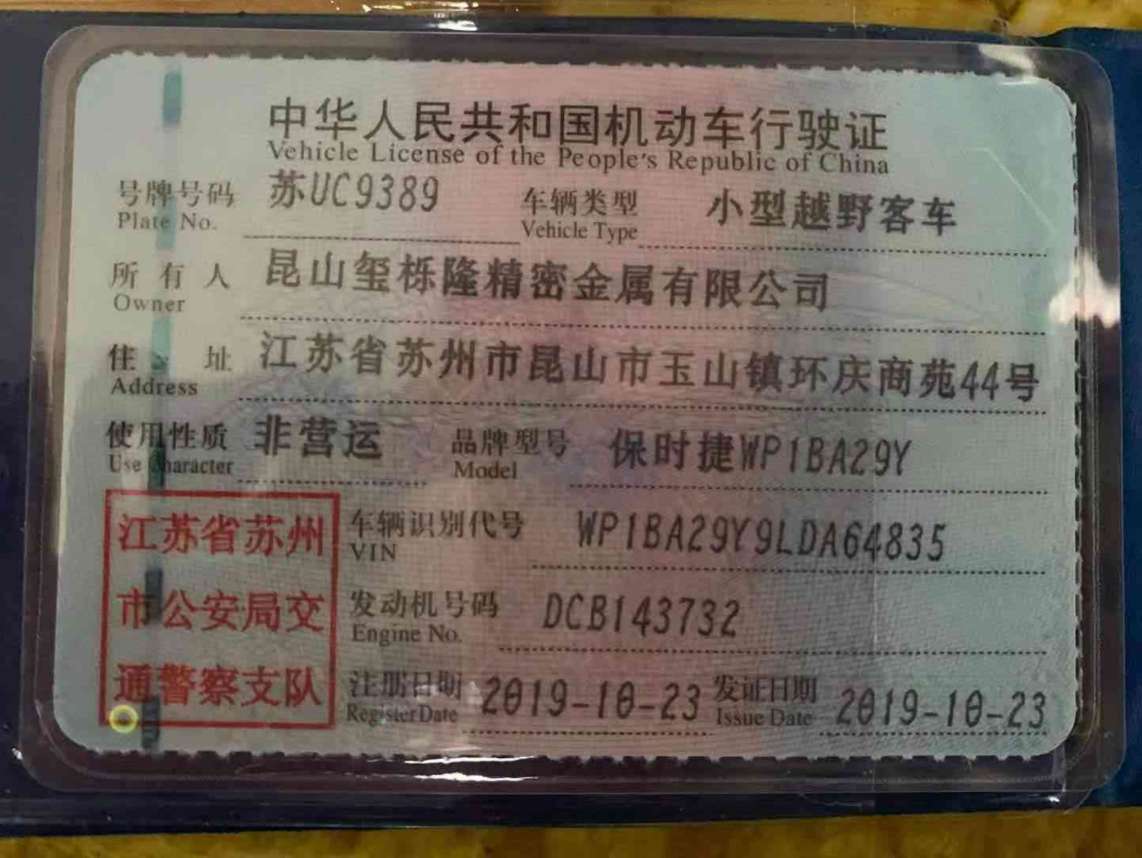 中华人民共和国机动车行驶证
Vehicle License of the People's Republic of China
号牌号码 苏UC9389 车辆类型 小型越野客车
Plate No. Vehicle Type
所有人 昆山玺栎隆精密金属有限公司
Owner
住址 江苏省苏州市昆山市玉山镇环庆商苑44号
Address
使用性质 非营运 品牌型号 保时捷WP1BA29Y
Use Character Model
江苏省苏州
市公安局交
通警察支队
车辆识别代号 WP1BA29Y9LDA64835
VIN
发动机号码 DCB143732
Engine No.
注册日期 2019-10-23 发证日期 2019-10-23
Register Date Issue Date